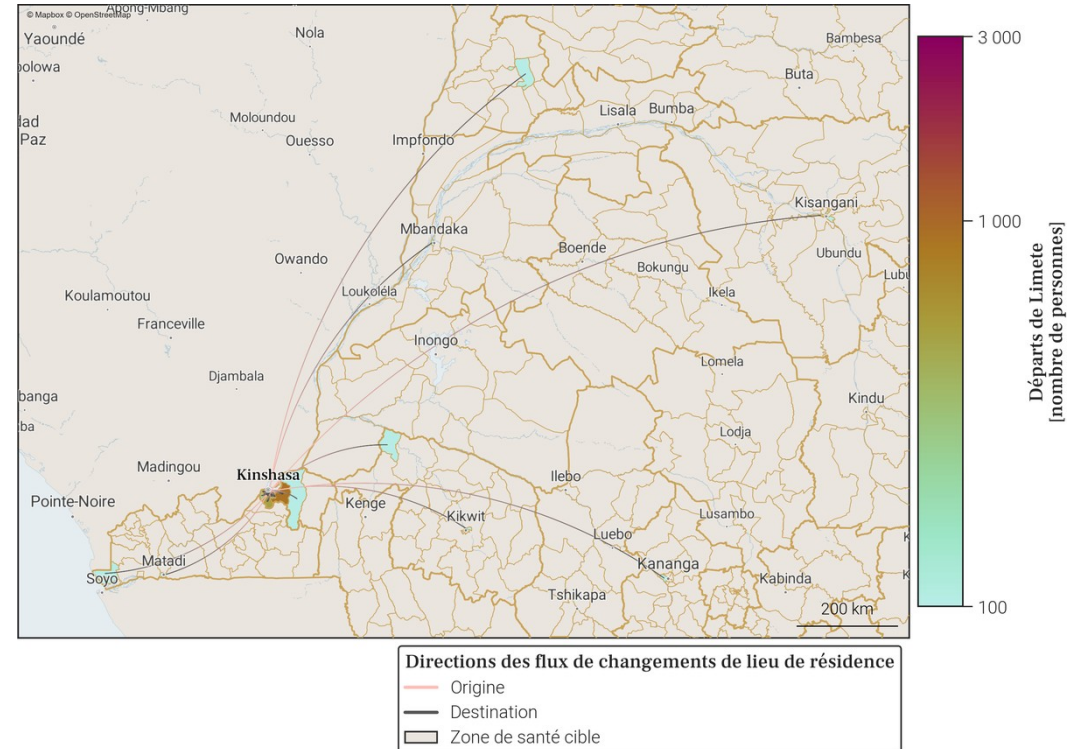 Apong-Mbang
© Mapbox © OpenStreetMap
Yaoundé
Nola
Bambesa
Buta
Lisala
Bumba
Moloundou
Ouesso
Impfondo
Paz
Kisangani
Mbandaka
Boende
Ubundu
Owando
Bokungu
Loukoléla
Ikela
Koulamoutou
Franceville
Inongo
Lomela
Djambala
Kindu
Lodja
Madingou
Kinshasa
Ilebo
Pointe-Noire
Kenge
Kikwit
Lusambo
Luebo
Matadi
Kananga
Soyo
Kabinda
Tshikapa
200 km
3 000
1 000
100
Départs de Limete
[nombre de personnes]
Directions des flux de changements de lieu de résidence
Origine
Destination
Zone de santé cible